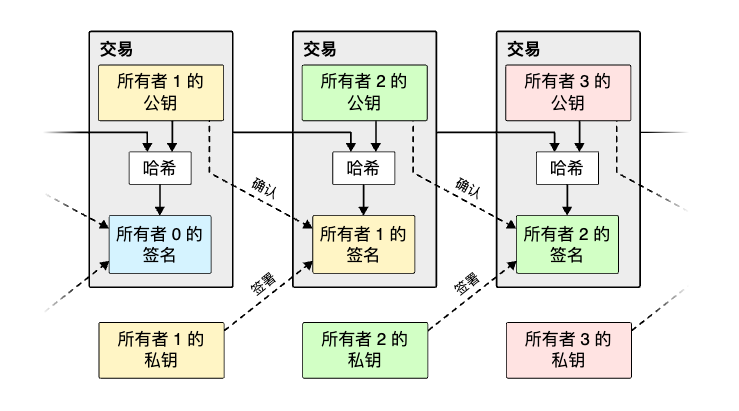 交易
所有者 1 的
公钥
哈希
所有者 0 的
签名
所有者 1 的
私钥
交易
所有者 2 的
公钥
哈希
确认
所有者 1 的
签名
签署
所有者 2 的
私钥
交易
所有者 3 的
公钥
哈希
确认
所有者 2 的
签名
签署
所有者 3 的
私钥